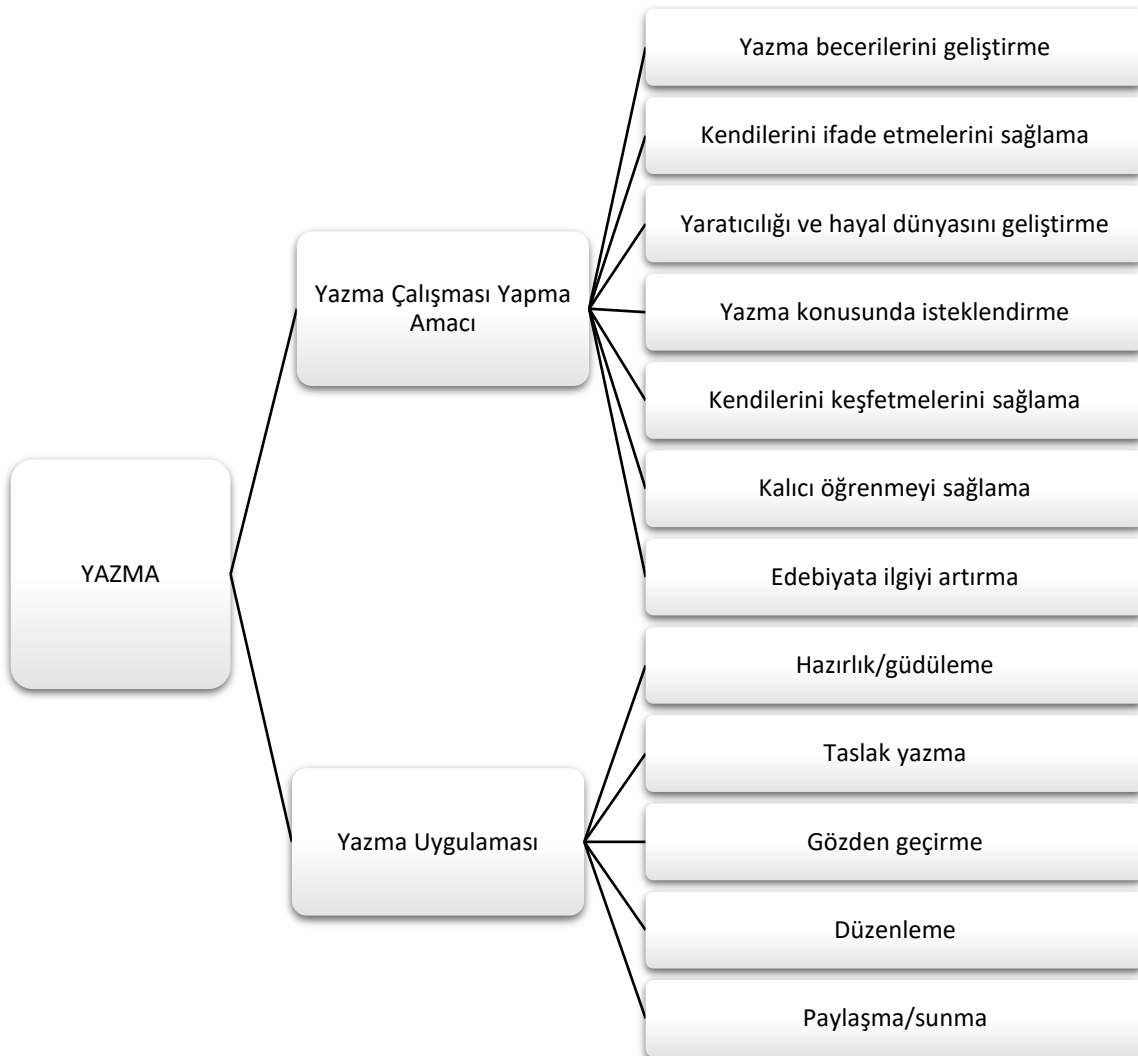 YAZMA
Yazma Çalışması Yapma
Amacı
Yazma becerilerini geliştirme
Kendilerini ifade etmelerini sağlama
Yaratıcılığı ve hayal dünyasını geliştirme
Yazma konusunda isteklendirme
Kendilerini keşfetmelerini sağlama
Kalıcı öğrenmeyi sağlama
Edebiyata ilgiyi artırma
Yazma Uygulaması
Hazırlık/güdüleme
Taslak yazma
Gözden geçirme
Düzenleme
Paylaşma/sunma